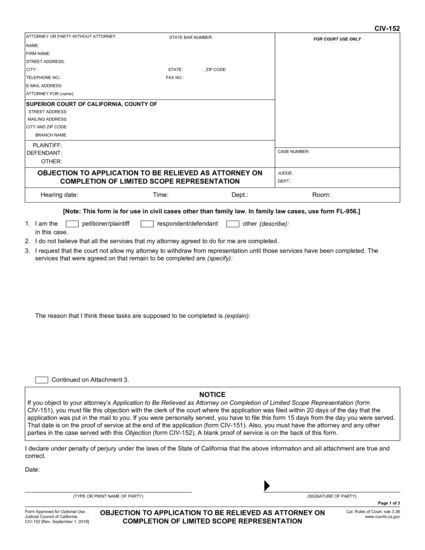 CIV-152
ATTORNEY OR PARTY WITHOUT ATTORNEY STATE BAR NUMBER:
FOR COURT USE ONLY
NAME:
FIRM NAME:
STREET ADDRESS:
CITY: STATE: ZIP CODE:
TELEPHONE NO.: FAX NO.:
E-MAIL ADDRESS:
ATTORNEY FOR (name):
SUPERIOR COURT OF CALIFORNIA, COUNTY OF
STREET ADDRESS:
MAILING ADDRESS:
CITY AND ZIP CODE:
BRANCH NAME:
PLAINTIFF:
DEFENDANT:
OTHER:
CASE NUMBER:
OBJECTION TO APPLICATION TO BE RELIEVED AS ATTORNEY ON
COMPLETION OF LIMITED SCOPE REPRESENTATION
JUDGE:
DEPT.:
Hearing date: Time: Dept.: Room:
[Note: This form is for use in civil cases other than family law. In family law cases, use form FL-956.]
1. I am the petitioner/plaintiff respondent/defendant other (describe):
in this case.
2. I do not believe that all the services that my attorney agreed to do for me are completed.
3. I request that the court not allow my attorney to withdraw from representation until those services have been completed. The
services that were agreed on that remain to be completed are (specify):
The reason that I think these tasks are supposed to be completed is (explain):
Continued on Attachment 3.
NOTICE
If you object to your attorney's Application to Be Relieved as Attorney on Completion of Limited Scope Representation (form
CIV-151), you must file this objection with the clerk of the court where the application was filed within 20 days of the day that the
application was put in the mail to you. If you were personally served, you have to file this form 15 days from the day you were served.
That date is on the proof of service at the end of the application (form CIV-151). Also, you must have the attorney and any other
parties in the case served with this Objection (form CIV-152). A blank proof of service is on the back of this form.
I declare under penalty of perjury under the laws of the State of California that the above information and all attachment are true and
correct.
Date:
(TYPE OR PRINT NAME OF PARTY) (SIGNATURE OF PARTY)
Page 1 of 3
Form Approved for Optional Use
Judicial Council of California
CIV-152 [Rev. September 1, 2018]
OBJECTION TO APPLICATION TO BE RELIEVED AS ATTORNEY ON
COMPLETION OF LIMITED SCOPE REPRESENTATION
Cal. Rules of Court, rule 3.36
www.courts.ca.gov